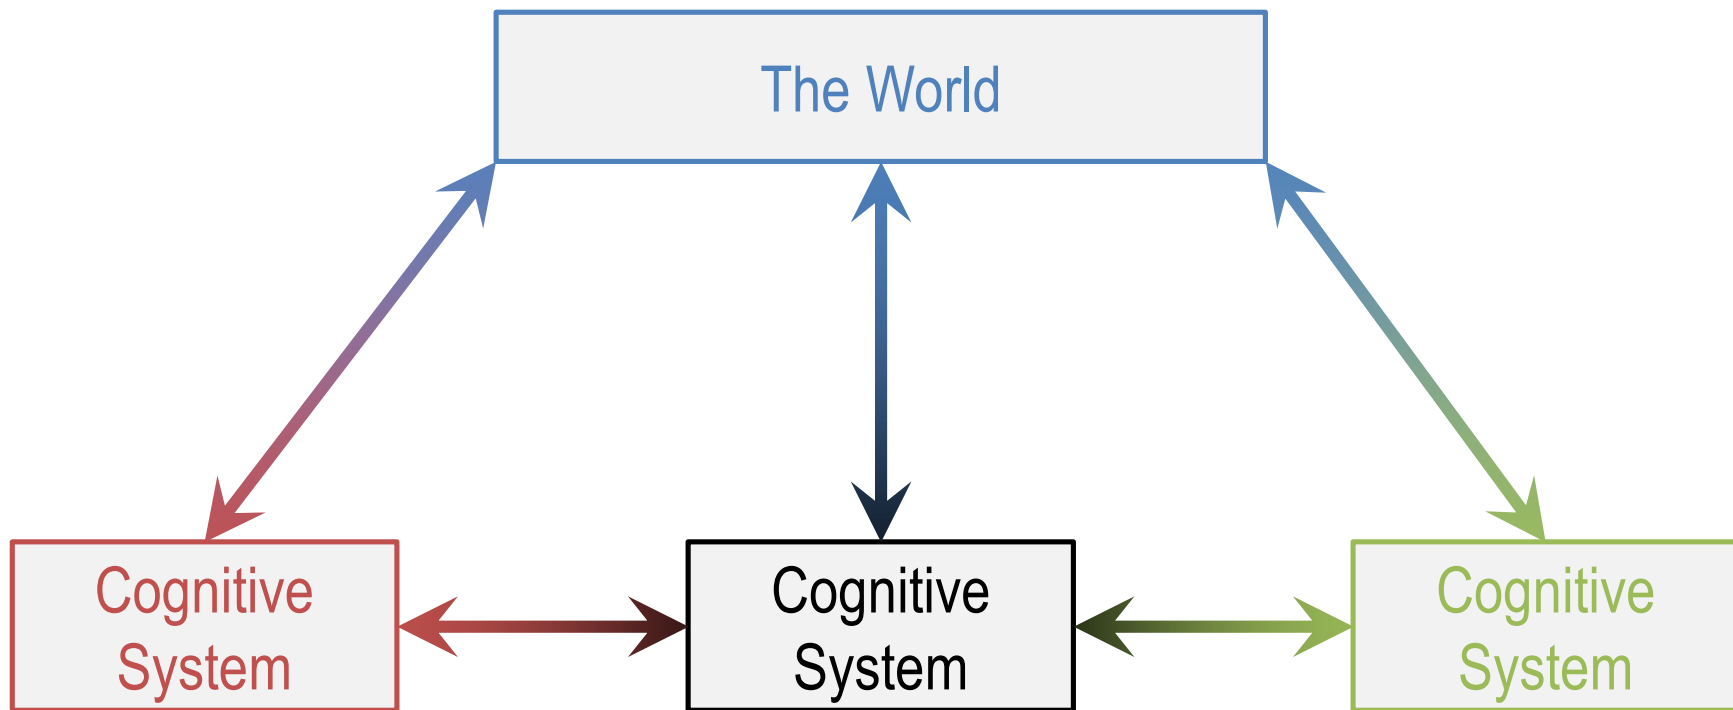 The World
Cognitive
System
Cognitive
System
Cognitive
System